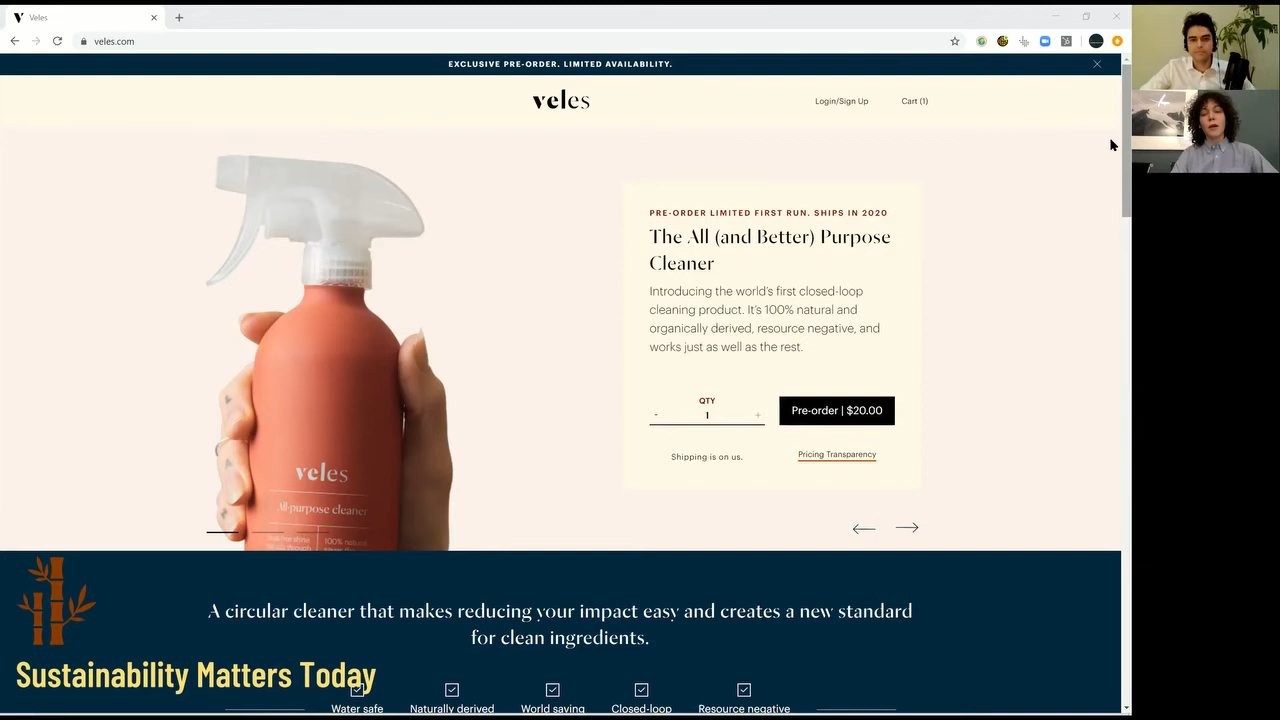 Veles
veles.com
EXCLUSIVE PRE-ORDER. LIMITED AVAILABILITY.
veles
Login/Sign Up
Cart (1)
PRE-ORDER LIMITED FIRST RUN. SHIPS IN 2020
The All (and Better) Purpose
Cleaner
Introducing the world's first closed-loop
cleaning product. It's 100% natural and
organically derived, resource negative, and
works just as well as the rest.
QTY
- 1 +
Pre-order | $20.00
Shipping is on us.
Pricing Transparency
veles
All-purpose cleaner
100% natural
A circular cleaner that makes reducing your impact easy and creates a new standard
for clean ingredients.
Sustainability Matters Today
Water safe
Naturally derived
World saving
Closed-loop
Resource negative